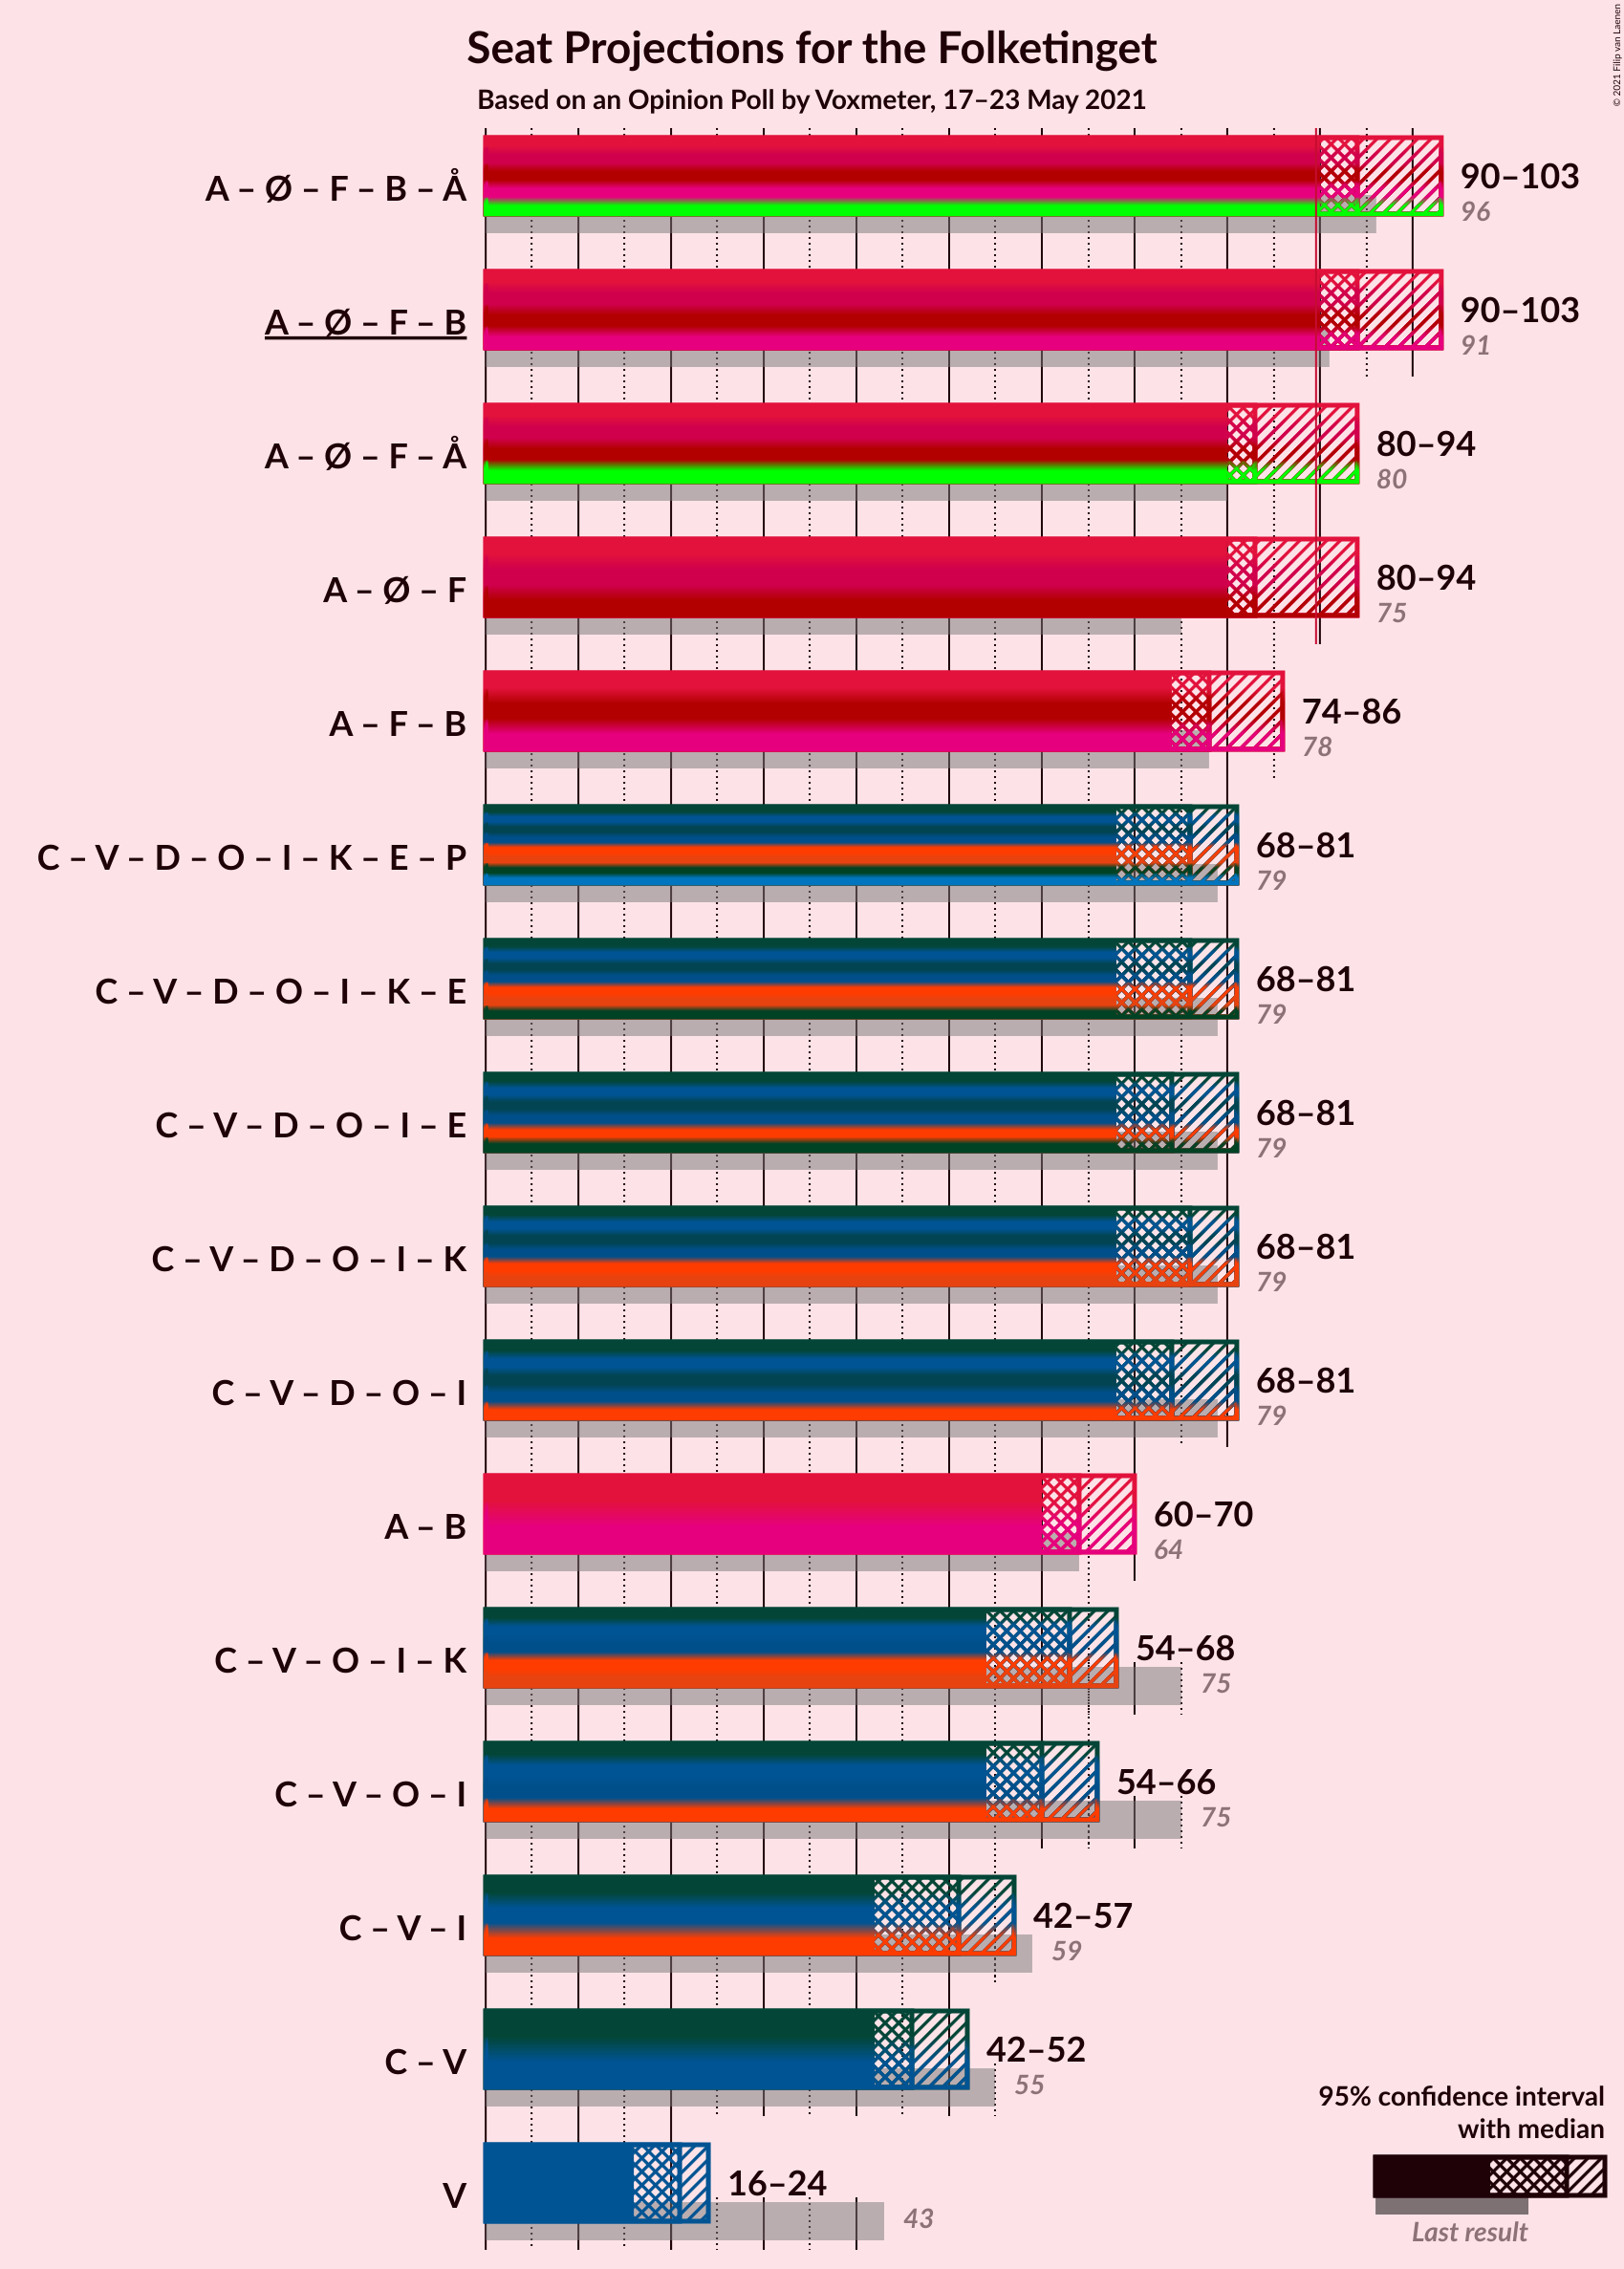 Seat Projections for the Folketinget
Based on an Opinion Poll by Voxmeter, 17–23 May 2021
© 2021 Filip van Laenen
A – Ø – F – B – Å
90–103
96
A – Ø – F – B
90–103
91
A – Ø – F – Å
80–94
80
A – Ø – F
80–94
75
A – F – B
74–86
78
C – V – D – O – I – K – E – P
68–81
79
C – V – D – O – I – K – E
68–81
79
C – V – D – O – I – E
68–81
79
C – V – D – O – I – K
68–81
79
C – V – D – O – I
68–81
79
A – B
60–70
64
C – V – O – I – K
54–68
75
C – V – O – I
54–66
75
C – V – I
42–57
59
C – V
42–52
55
V
16–24
43
95% confidence interval
with median
Last result